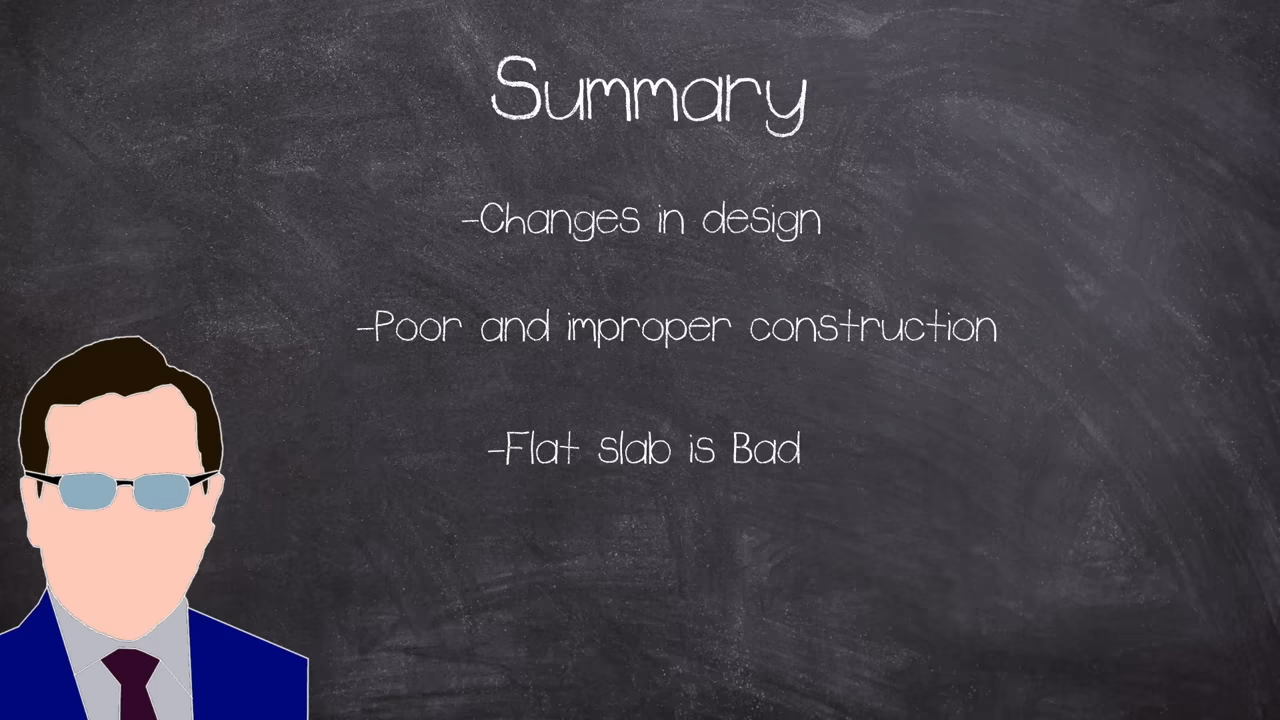 Summary
-Changes in design
-Poor and improper construction
-Flat slab is Bad